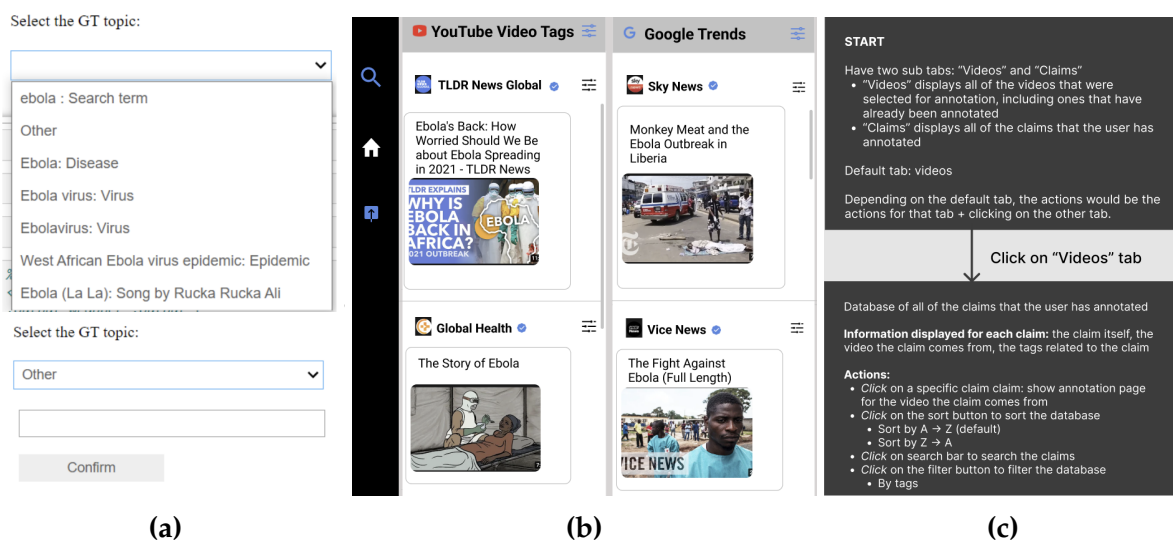 Select the GT topic:
ebola : Search term
Other
Ebola: Disease
Ebola virus: Virus
Ebolavirus: Virus
West African Ebola virus epidemic: Epidemic
Ebola (La La): Song by Rucka Rucka Ali
Select the GT topic:
Other
Confirm
(a)
YouTube Video Tags
TLDR News Global
Ebola's Back: How
Worried Should We Be
about Ebola Spreading
in 2021 - TLDR News
TLDR EXPLAINS
WHY IS
EBOLA
BACK IN
AFRICA?
021 OUTBREAK
EBOLA
Global Health
The Story of Ebola
Google Trends
sky
Sky News
Monkey Meat and the
Ebola Outbreak in
Liberia
Vice News
The Fight Against
Ebola (Full Length)
VICE NEWS
(b)
START
Have two sub tabs: "Videos" and "Claims"
• "Videos" displays all of the videos that were
selected for annotation, including ones that have
already been annotated
• "Claims" displays all of the claims that the user has
annotated
Default tab: videos
Depending on the default tab, the actions would be the
actions for that tab + clicking on the other tab.
Click on "Videos" tab
Database of all of the claims that the user has annotated
Information displayed for each claim: the claim itself, the
video the claim comes from, the tags related to the claim
Actions:
• Click on a specific claim claim: show annotation page
for the video the claim comes from
• Click on the sort button to sort the database
• Sort by A → Z (default)
• Sort by Z → A
• Click on search bar to search the claims
• Click on the filter button to filter the database
• By tags
(c)